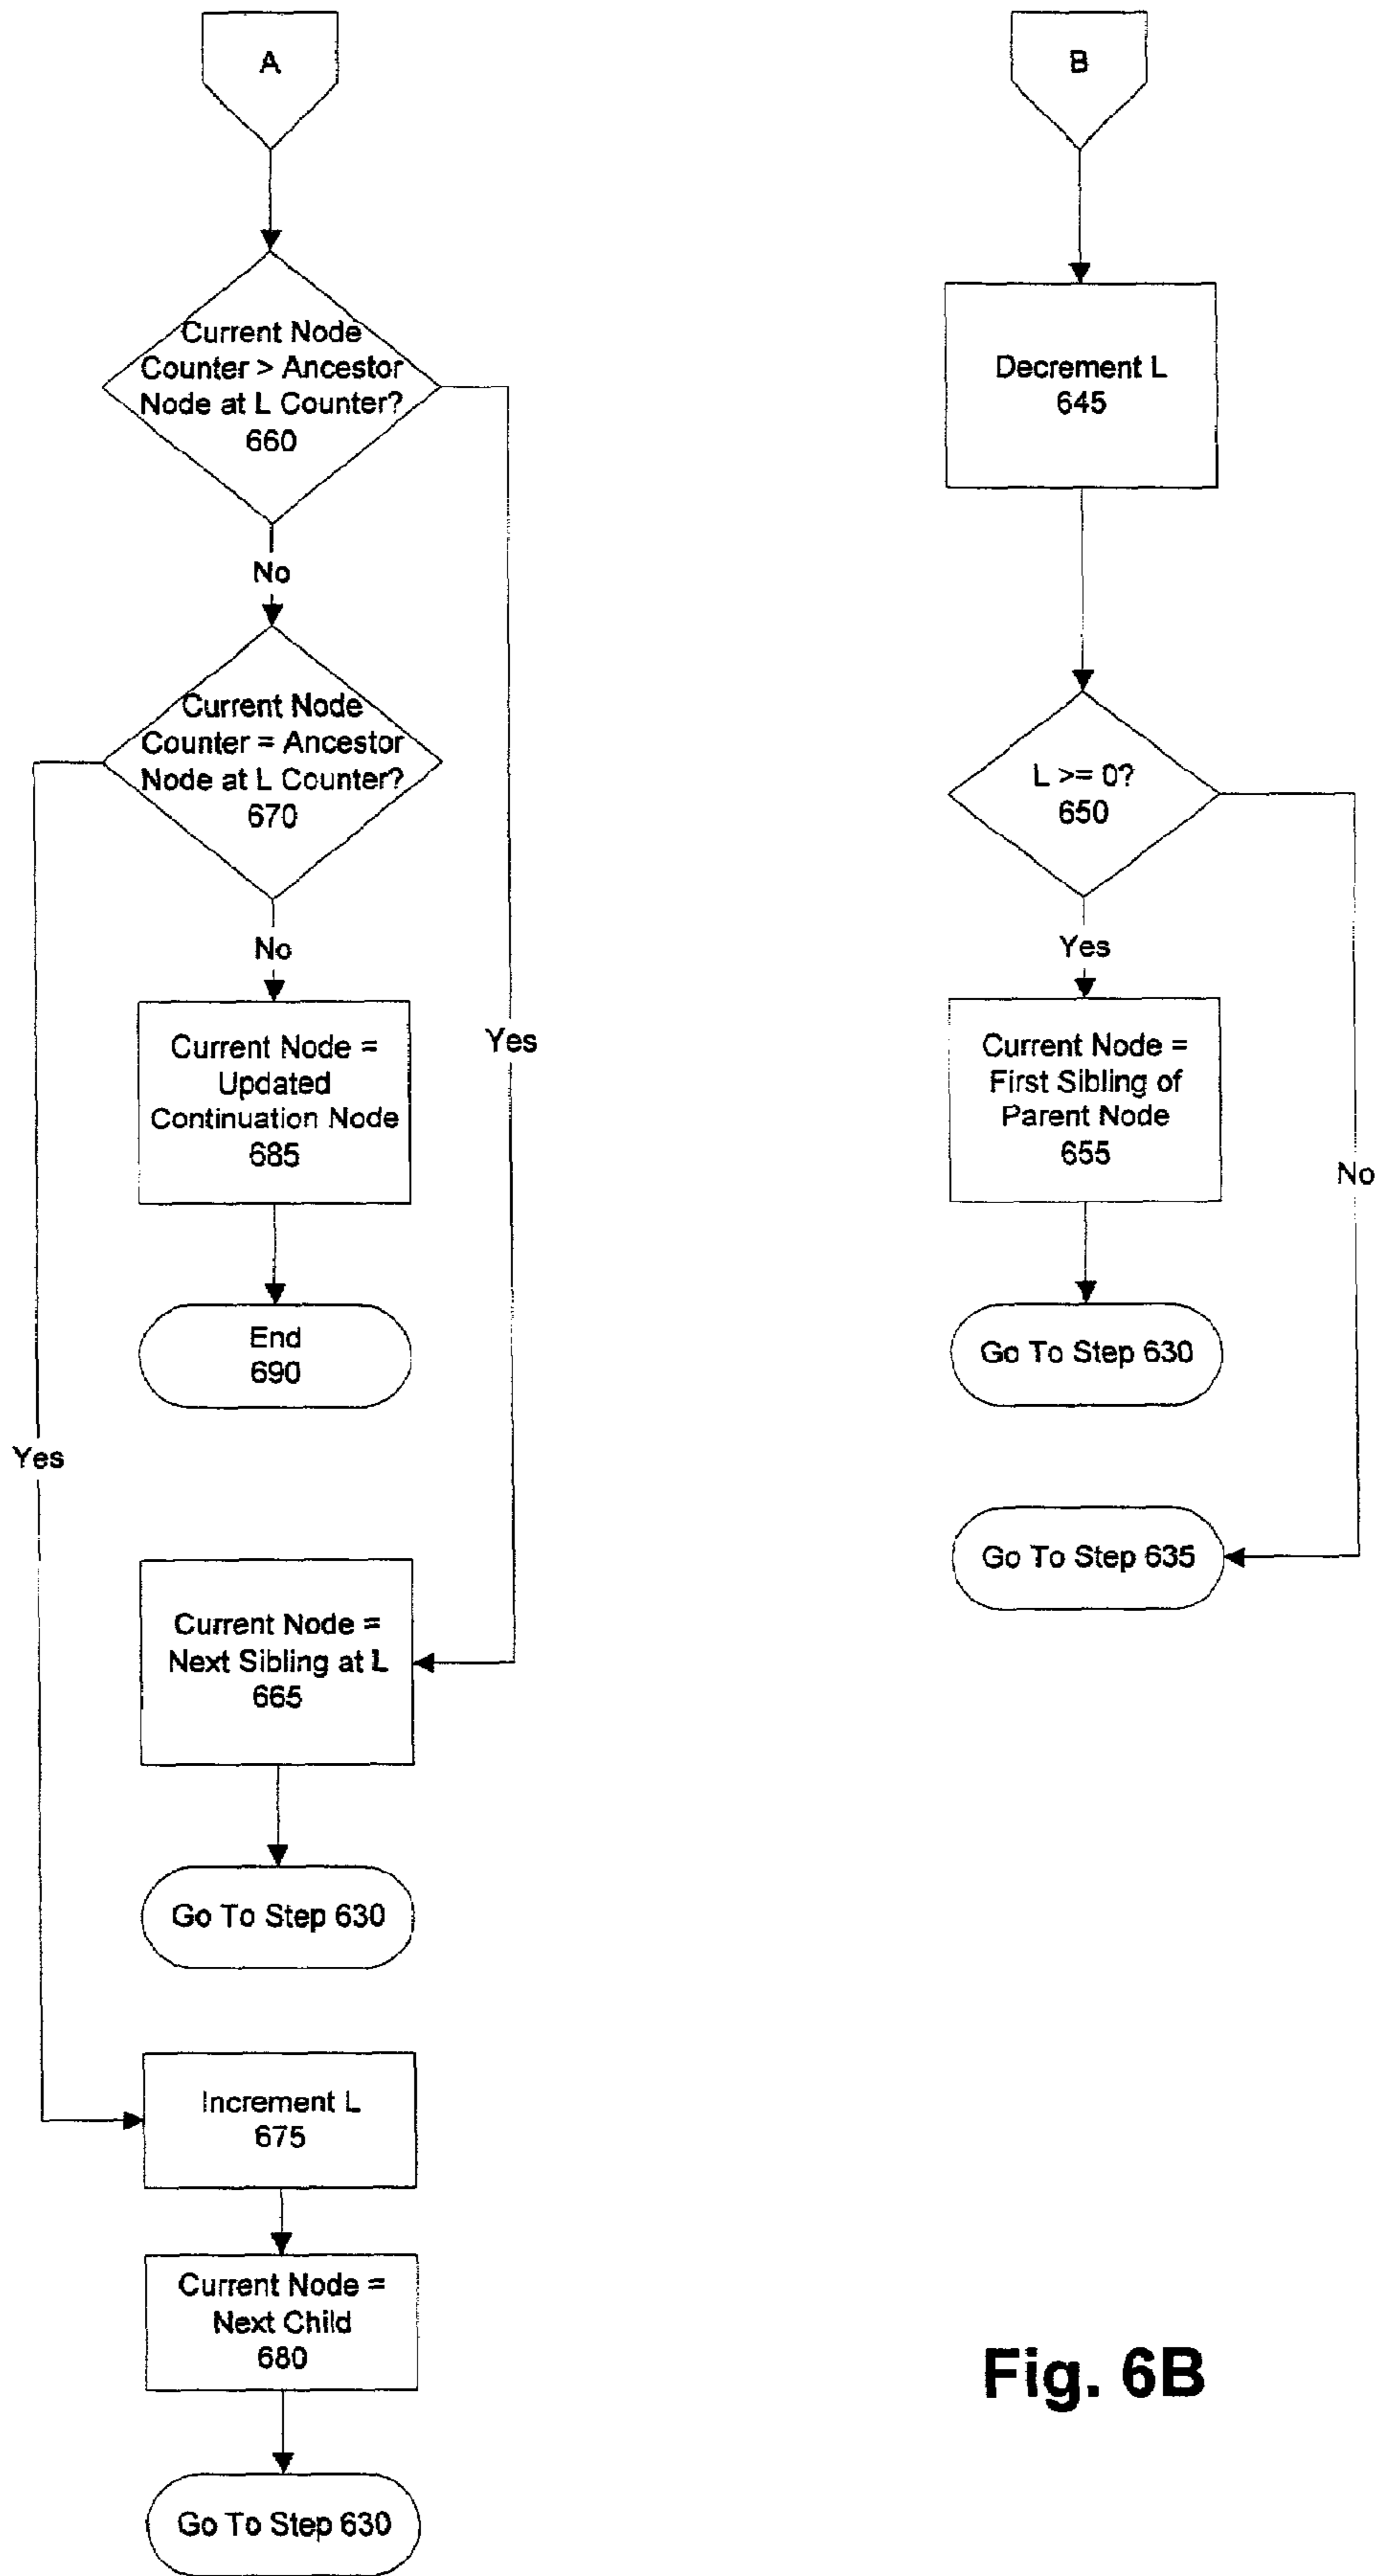 A
Current Node
Counter > Ancestor
Node at L Counter?
660
No
Current Node
Counter = Ancestor
Node at L Counter?
670
No
Current Node =
Updated
Continuation Node
685
Yes
End
690
Yes
Current Node =
Next Sibling at L
665
Go To Step 630
Increment L
675
Current Node =
Next Child
680
Go To Step 630
B
Decrement L
645
L >= 0?
650
Yes
Current Node =
First Sibling of
Parent Node
655
No
Go To Step 630
Go To Step 635
Fig. 6B